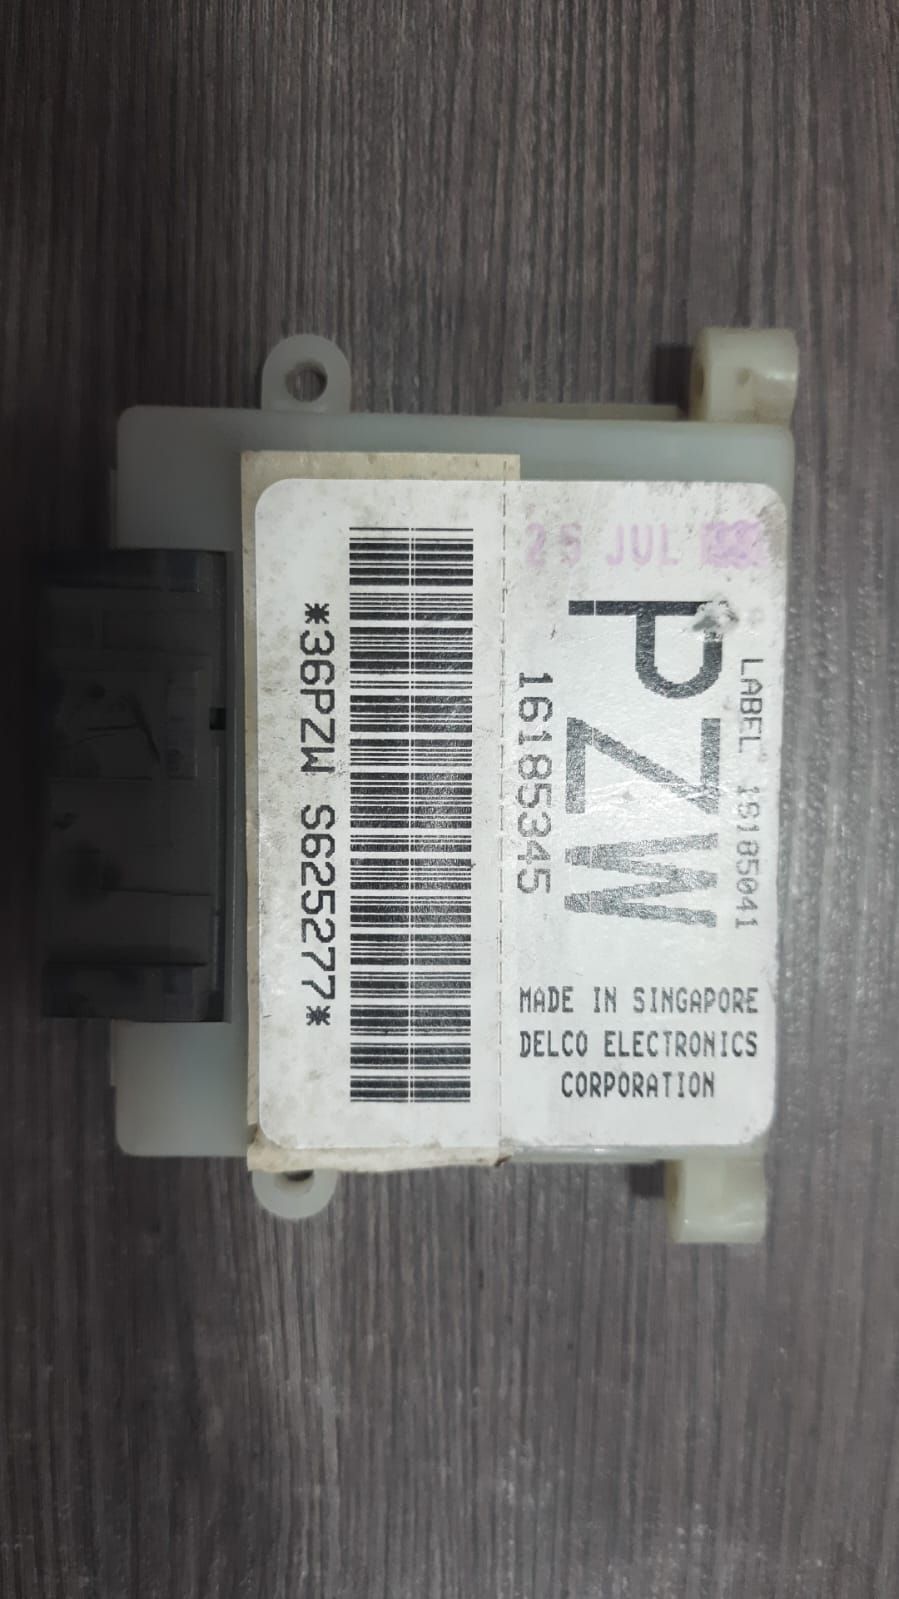 25 JUL
PZW
16185345
LABEL 16185041
MADE IN SINGAPORE
DELCO ELECTRONICS
CORPORATION
*36PZW S625277*